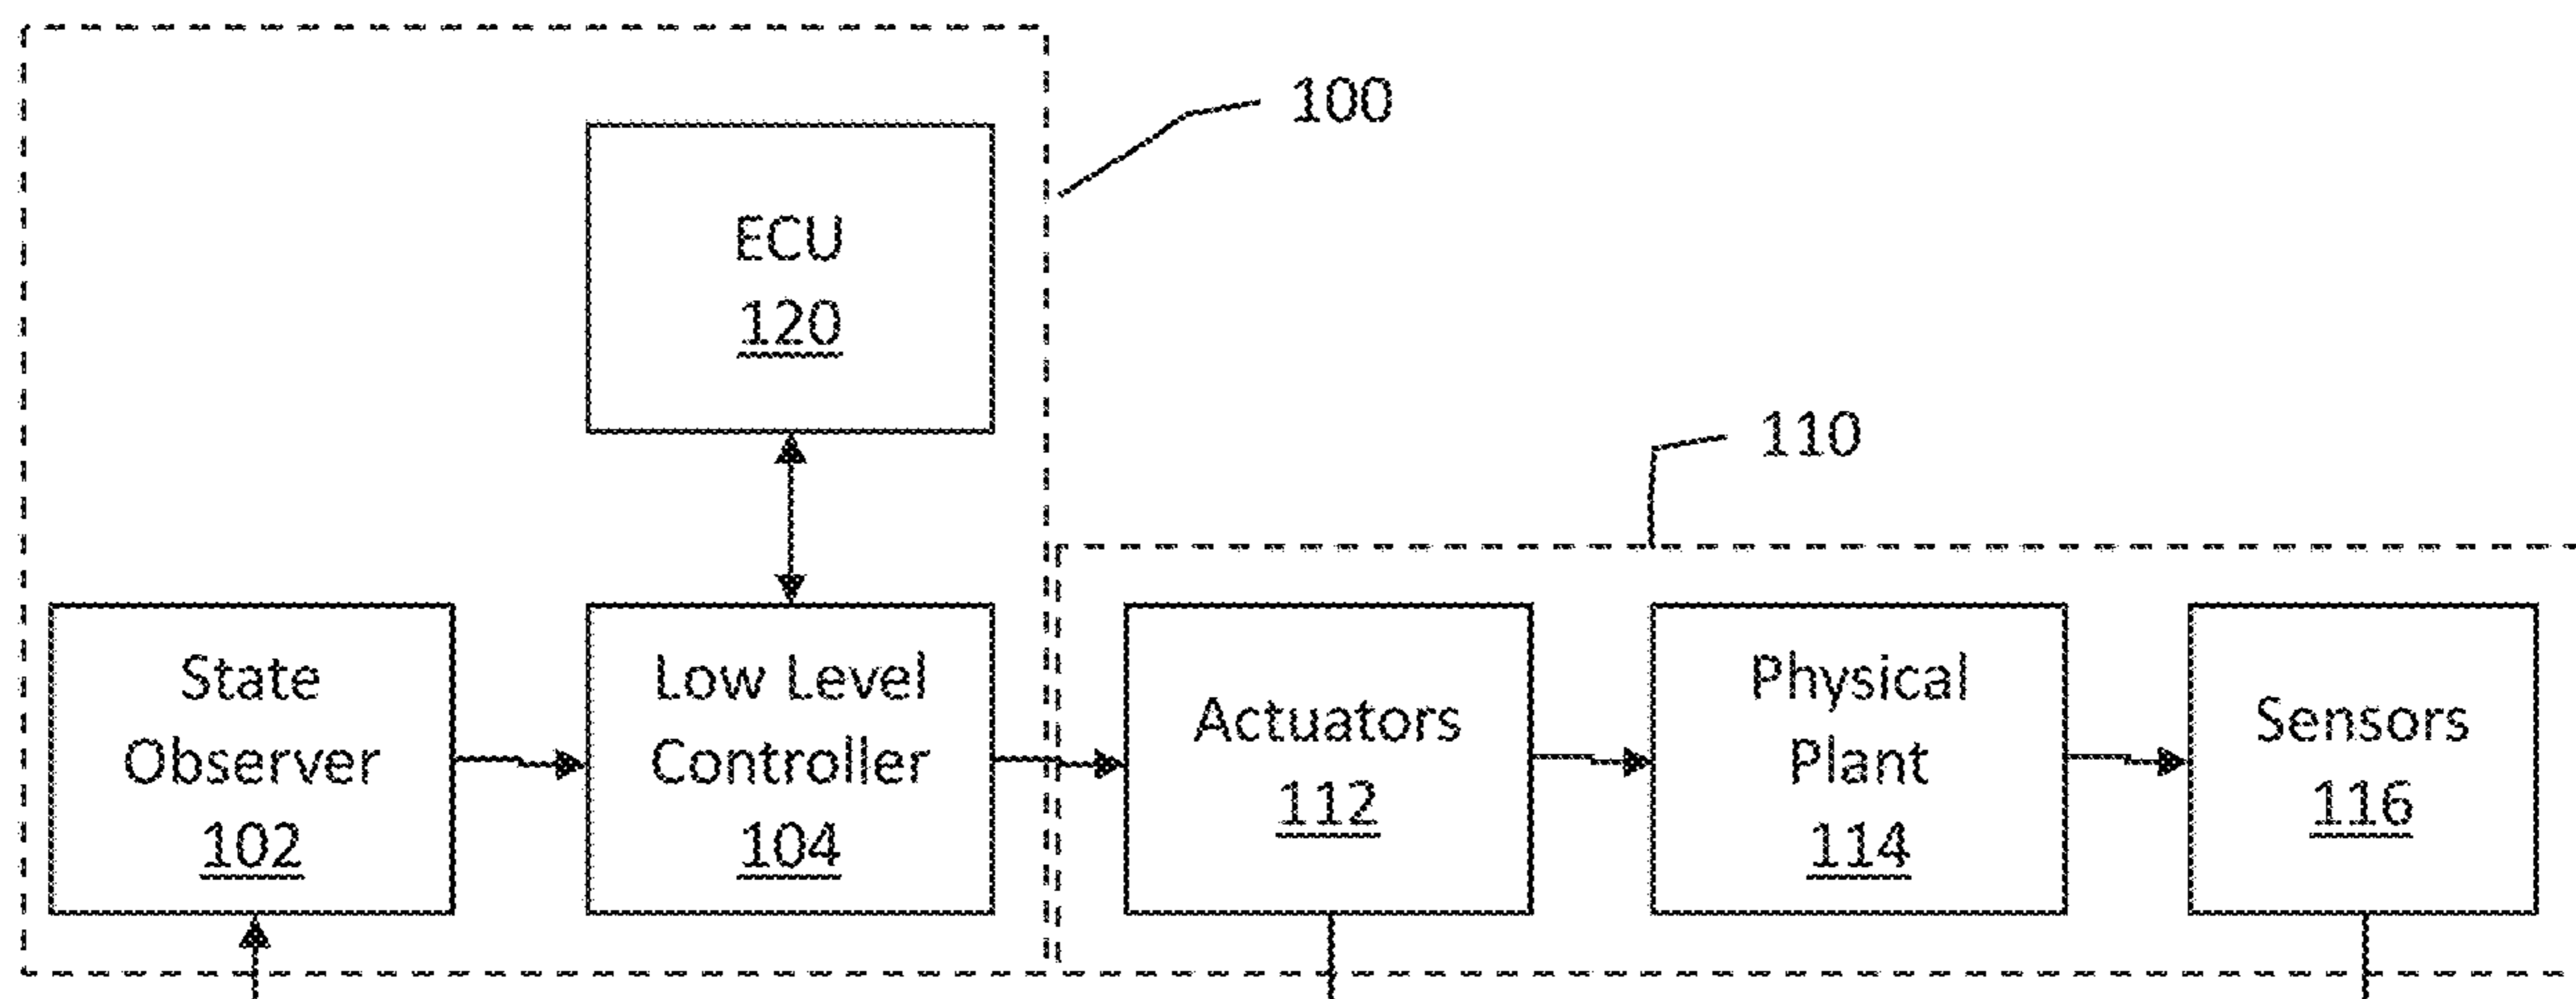 100
ECU
120
110
State
Observer
102
Low Level
Controller
104
Actuators
112
Physical
Plant
114
Sensors
116